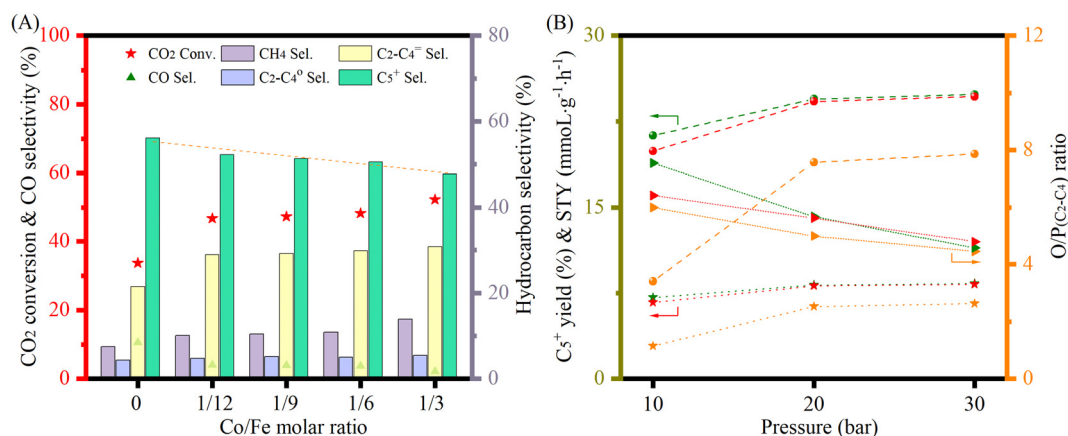 (A)
CO2 conversion & CO selectivity (%)
100
80
60
40
20
0
CO2 Conv.
CH4 Sel.
C2-C4= Sel.
CO Sel.
C2-C4o Sel.
C5+ Sel.
80
60
40
20
0
Hydrocarbon selectivity (%)
0
1/12
1/9
1/6
1/3
Co/Fe molar ratio
(B)
C5+ yield (%) & STY (mmoL·g-1·h-1)
30
15
0
12
8
4
0
O/P(C2-C4) ratio
10
20
30
Pressure (bar)